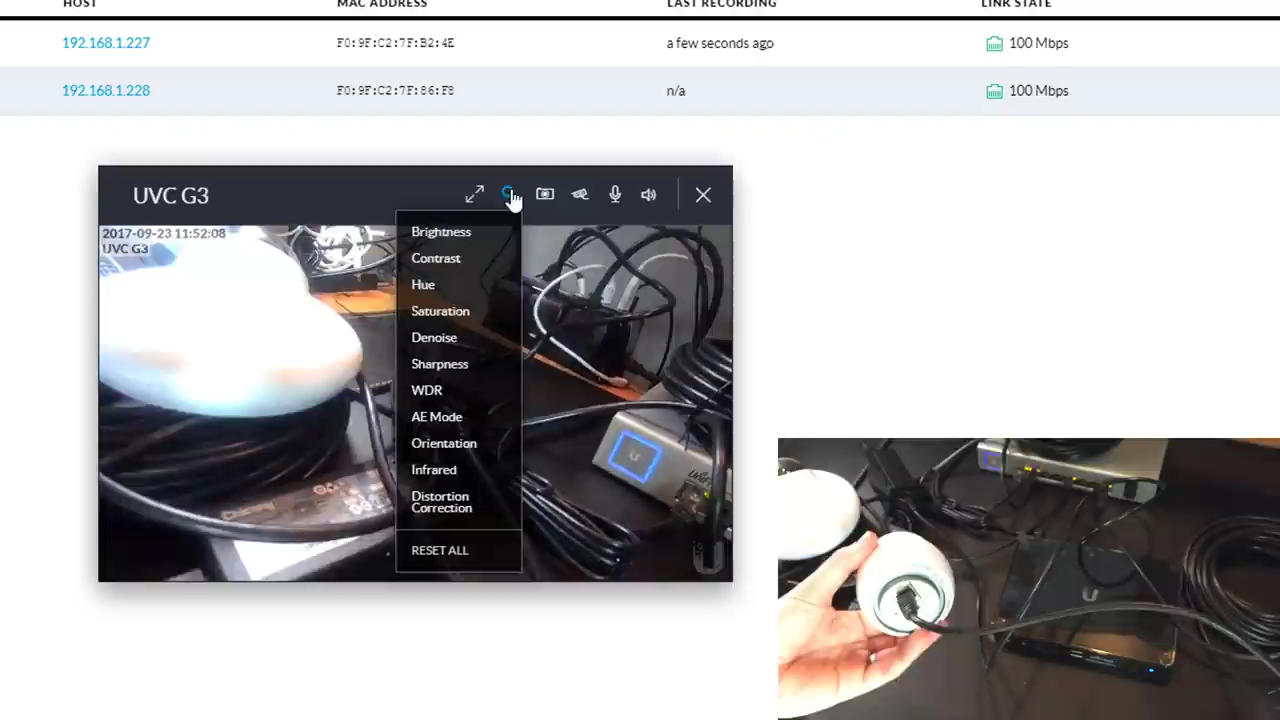 HOST MAC ADDRESS LAST RECORDING LINK STATE
192.168.1.227 F0:9F:C2:7F:B2:4E a few seconds ago 100 Mbps
192.168.1.228 F0:9F:C2:7F:86:F8 n/a 100 Mbps
UVC G3
2017-09-23 11:52:08
UVC G3
Brightness
Contrast
Hue
Saturation
Denoise
Sharpness
WDR
AE Mode
Orientation
Infrared
Distortion
Correction
RESET ALL